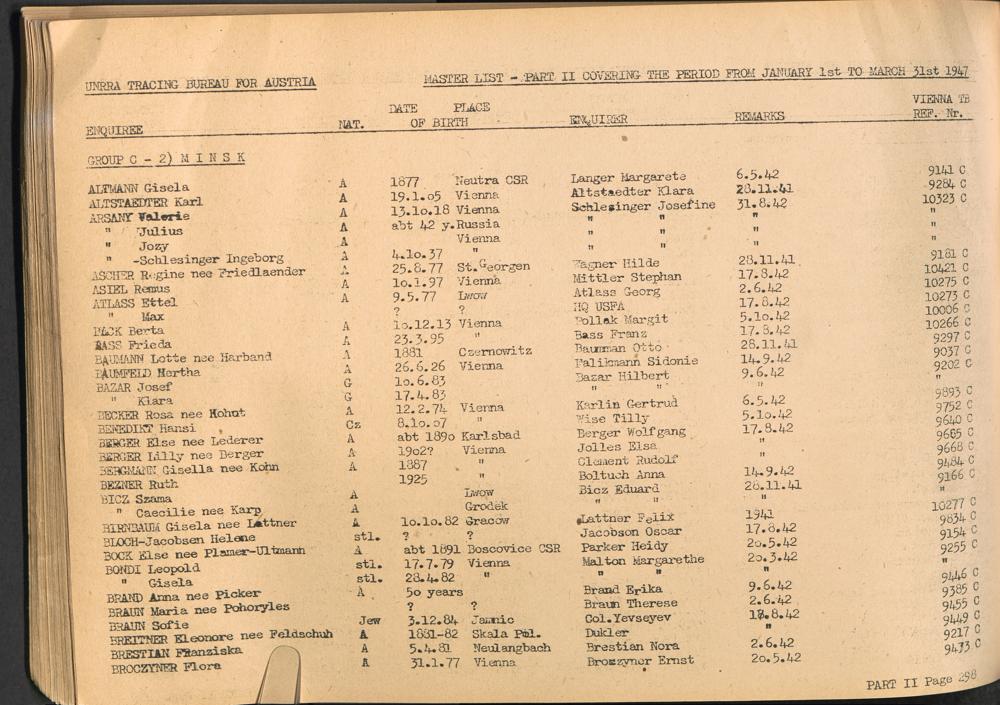 UNRRA TRACING BUREAU FOR AUSTRIA MASTER LIST - PART II COVERING THE PERIOD FROM JANUARY 1st TO MARCH 31st 1947
DATE PLACE VIENNA TB
ENQUIREE NAT. OF BIRTH ENQUIRER REMARKS REF. Nr.
GROUP C - 2) M I N S K
ALTMANN Gisela A 1877 Neutra CSR Langer Margarete 6.5.42 9141 C
ALTSTAEDTER Karl A 19.1.05 Vienna Altstaedter Klara 28.11.41 9284 C
ARSANY Valerie A 13.10.18 Vienna Schlesinger Josefine 31.8.42 10323 C
" Julius A abt 42 y. Russia " " " "
" Jozy A Vienna " " " "
" -Schlesinger Ingeborg A 4.10.37 " " " " "
ASCHER Regine nee Friedlaender A 25.8.77 St.Georgen Wagner Hilde 28.11.41 9181 C
ASIEL Remus A 10.1.97 Vienna Mittler Stephan 17.8.42 10421 C
ATLASS Ettel A 9.5.77 Lwow Atlass Georg 2.6.42 10275 C
" Max ? ? HQ USFA 17.8.42 10273 C
PACK Berta A 10.12.13 Vienna Pollak Margit 5.10.42 10006 C
BASS Frieda A 23.3.95 " Bass Franz 17.8.42 10266 C
BAUMANN Lotte nee Harband A 1881 Czernowitz Bauman Otto 28.11.41 9297 C
BAUMFELD Hertha A 26.6.26 Vienna Falikmann Sidonie 14.9.42 9037 C
BAZAR Josef G 10.6.83 Bazar Hilbert 9.6.42 9202 C
" Klara G 17.4.83 " " " "
BECKER Rosa nee Kohut A 12.2.74 Vienna Karlin Gertrud 6.5.42 9893 C
BENEDIKT Hansi Cz 8.10.07 " Wise Tilly 5.10.42 9752 C
BERGER Else nee Lederer A abt 1890 Karlsbad Berger Wolfgang 17.8.42 9640 C
BERGER Lilly nee Berger A 1902? Vienna Jolles Elsa " 9665 C
BERGMANN Gisella nee Kohn A 1887 " Clement Rudolf " 9668 C
BEZNER Ruth 1925 " Boltuch Anna 14.9.42 9484 C
BICZ Szama A Lwow Bicz Eduard 28.11.41 9166 C
" Caecilie nee Karp A Grodek " " " "
BIRNBAUM Gisela nee Lattner A 10.10.82 Gracow Lattner Felix 1941 10277 C
BLOCH-Jacobsen Helene stl. ? ? Jacobson Oscar 17.8.42 9834 C
BOCK Else nee Plamer-Ultmann A abt 1891 Boscovice CSR Parker Heidy 20.5.42 9154 C
BONDI Leopold stl. 17.7.79 Vienna Malton Margarethe 20.3.42 9255 C
" Gisela stl. 28.4.82 " " " " "
BRAND Anna nee Picker A 50 years Brand Erika 9.6.42 9446 C
BRAUN Maria nee Pohoryles ? ? Braun Therese 2.6.42 9385 C
BRAUN Sofie Jew 3.12.84 Jamnic Col.Yevseyev 18.8.42 9455 C
BREITNER Eleonore nee Feldschuh A 1881-82 Skala Pol. Dukler " 9449 C
BRESTIAN Franziska A 5.4.81 Neulangbach Brestian Nora 2.6.42 9217 C
BROCZYNER Flora A 31.1.77 Vienna Broszyner Ernst 20.5.42 C
PART II Page 298